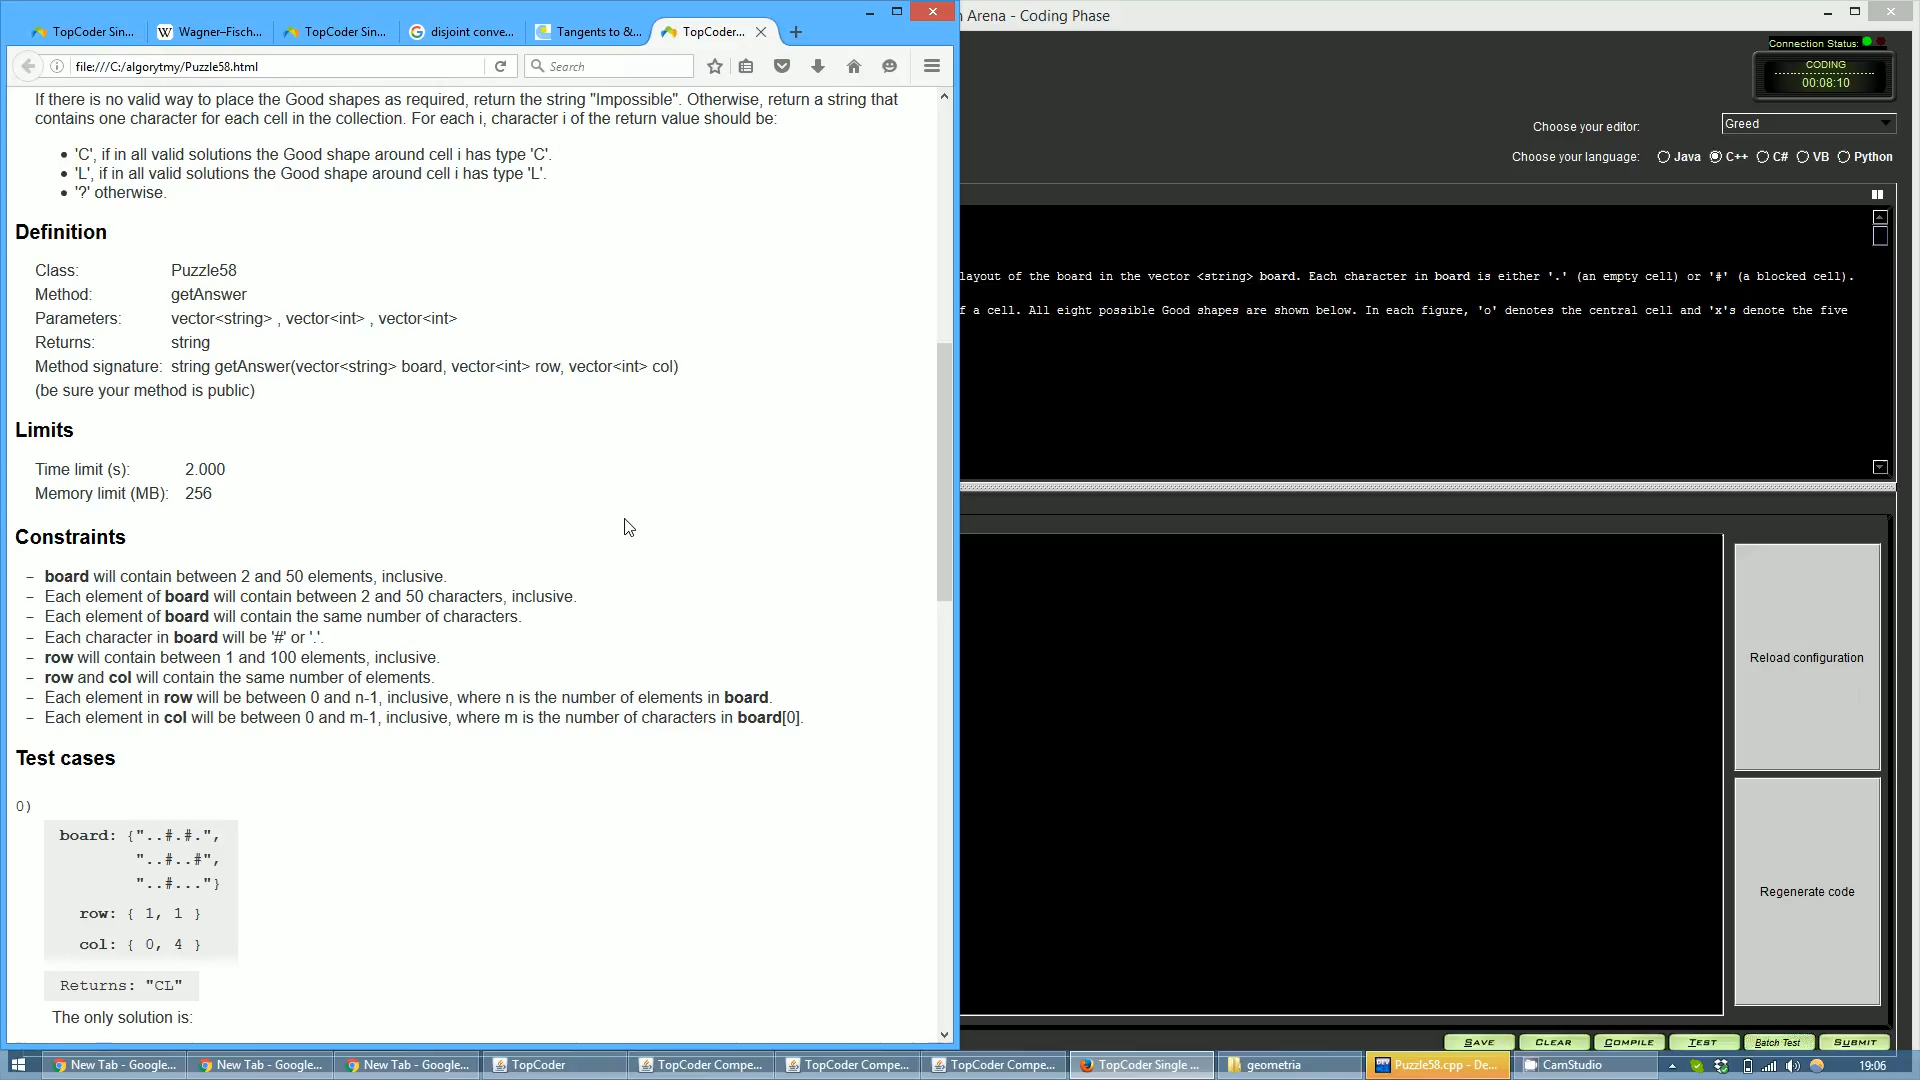 TopCoder Sin...
Wagner–Fisch...
TopCoder Sin...
disjoint conve...
Tangents to &...
TopCoder...
n Arena - Coding Phase
file:///C:/algorytmy/Puzzle58.html
Search
If there is no valid way to place the Good shapes as required, return the string "Impossible". Otherwise, return a string that
contains one character for each cell in the collection. For each i, character i of the return value should be:
• 'C', if in all valid solutions the Good shape around cell i has type 'C'.
• 'L', if in all valid solutions the Good shape around cell i has type 'L'.
• '?' otherwise.
Definition
Class: Puzzle58
Method: getAnswer
Parameters: vector<string> , vector<int> , vector<int>
Returns: string
Method signature: string getAnswer(vector<string> board, vector<int> row, vector<int> col)
(be sure your method is public)
Limits
Time limit (s): 2.000
Memory limit (MB): 256
Constraints
– board will contain between 2 and 50 elements, inclusive.
– Each element of board will contain between 2 and 50 characters, inclusive.
– Each element of board will contain the same number of characters.
– Each character in board will be '#' or '.'.
– row will contain between 1 and 100 elements, inclusive.
– row and col will contain the same number of elements.
– Each element in row will be between 0 and n-1, inclusive, where n is the number of elements in board.
– Each element in col will be between 0 and m-1, inclusive, where m is the number of characters in board[0].
Test cases
0)
board: {"..#.#.",
"..#..#",
"..#..."}
row: { 1, 1 }
col: { 0, 4 }
Returns: "CL"
The only solution is:
Connection Status:
CODING
00:08:10
Choose your editor: Greed
Choose your language: Java C++ C# VB Python
layout of the board in the vector <string> board. Each character in board is either '.' (an empty cell) or '#' (a blocked cell).
f a cell. All eight possible Good shapes are shown below. In each figure, 'o' denotes the central cell and 'x's denote the five
Reload configuration
Regenerate code
SAVE CLEAR COMPILE TEST Batch Test SUBMIT
New Tab - Google...
New Tab - Google...
New Tab - Google...
TopCoder
TopCoder Compe...
TopCoder Compe...
TopCoder Compe...
TopCoder Single ...
geometria
Puzzle58.cpp - De...
CamStudio
19:06